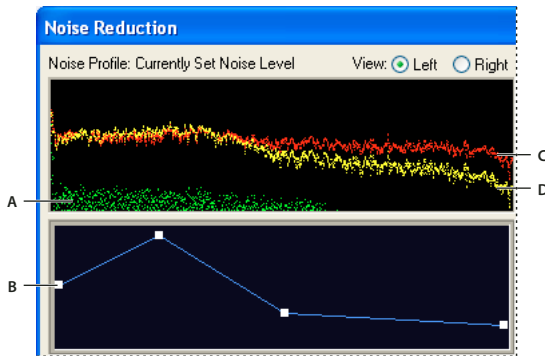 Noise Reduction
Noise Profile: Currently Set Noise Level View: Left Right
C
D
A
B